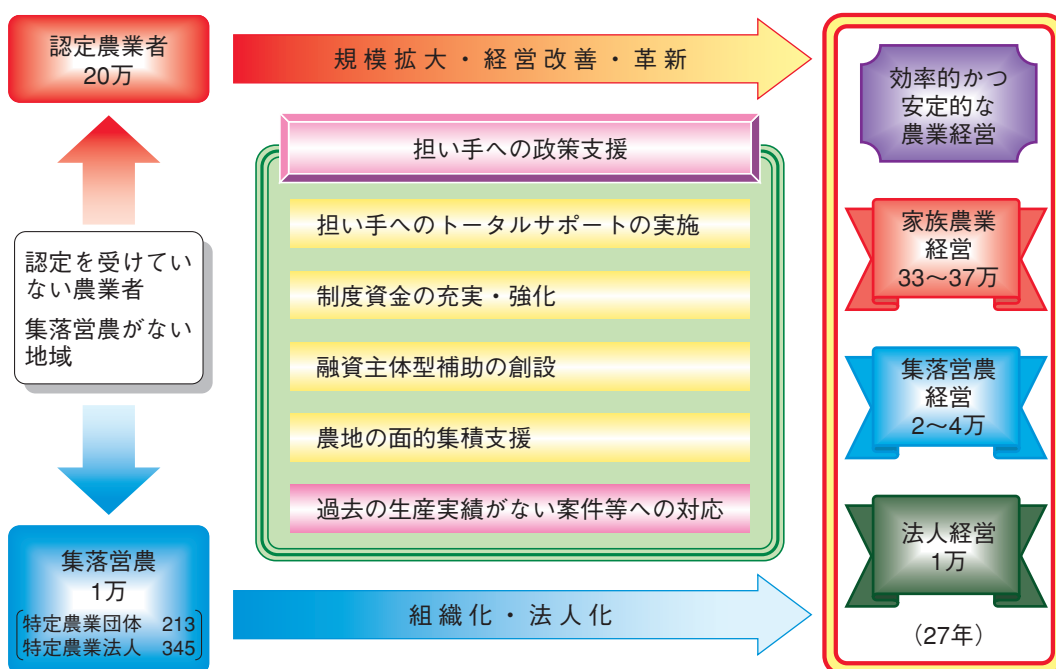 認定農業者
20万
規模拡大・経営改善・革新
認定を受けてい
ない農業者
集落営農がない
地域
集落営農
1万
特定農業団体 213
特定農業法人 345
組織化・法人化
担い手への政策支援
担い手へのトータルサポートの実施
制度資金の充実・強化
融資主体型補助の創設
農地の面的集積支援
過去の生産実績がない案件等への対応
効率的かつ
安定的な
農業経営
家族農業
経営
33〜37万
集落営農
経営
2〜4万
法人経営
1万
（27年）